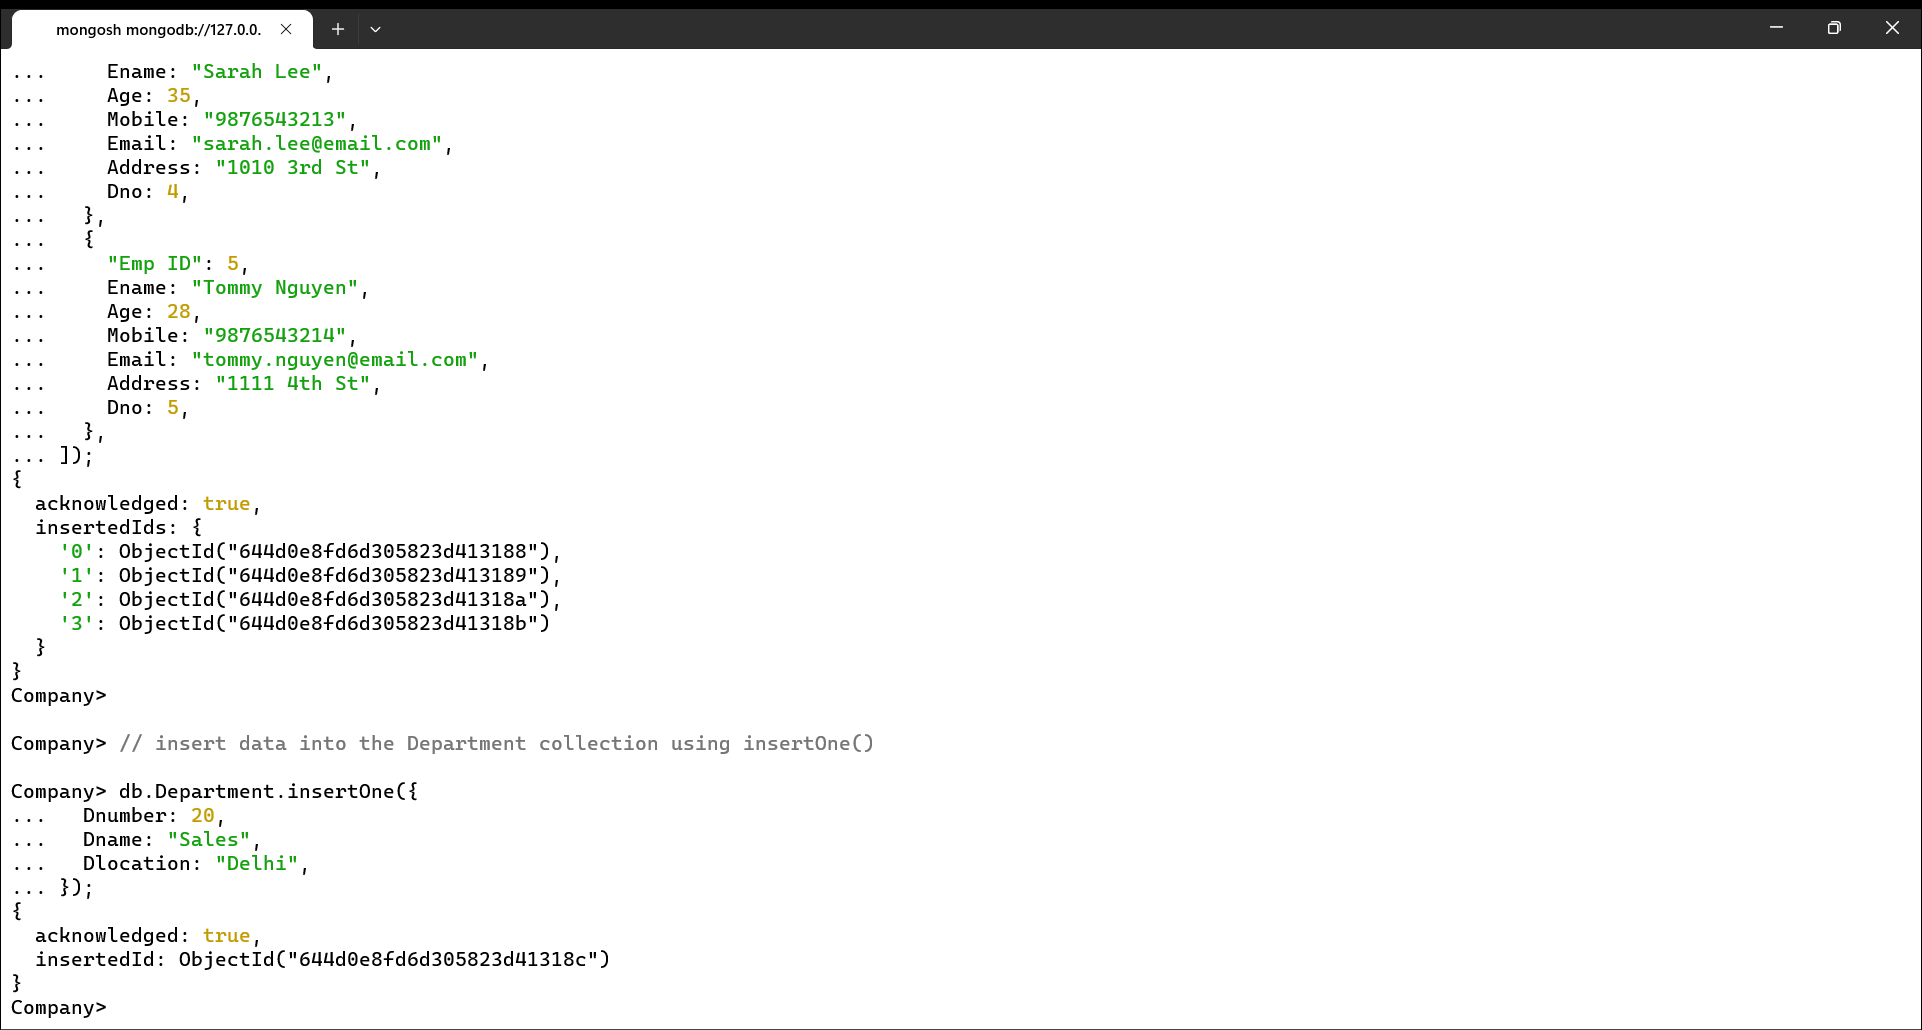 mongosh mongodb://127.0.0.
...     Ename: "Sarah Lee",
...     Age: 35,
...     Mobile: "9876543213",
...     Email: "sarah.lee@email.com",
...     Address: "1010 3rd St",
...     Dno: 4,
...   },
...   {
...     "Emp ID": 5,
...     Ename: "Tommy Nguyen",
...     Age: 28,
...     Mobile: "9876543214",
...     Email: "tommy.nguyen@email.com",
...     Address: "1111 4th St",
...     Dno: 5,
...   },
... ]);
{
  acknowledged: true,
  insertedIds: {
    '0': ObjectId("644d0e8fd6d305823d413188"),
    '1': ObjectId("644d0e8fd6d305823d413189"),
    '2': ObjectId("644d0e8fd6d305823d41318a"),
    '3': ObjectId("644d0e8fd6d305823d41318b")
  }
}
Company>

Company> // insert data into the Department collection using insertOne()

Company> db.Department.insertOne({
...   Dnumber: 20,
...   Dname: "Sales",
...   Dlocation: "Delhi",
... });
{
  acknowledged: true,
  insertedId: ObjectId("644d0e8fd6d305823d41318c")
}
Company>